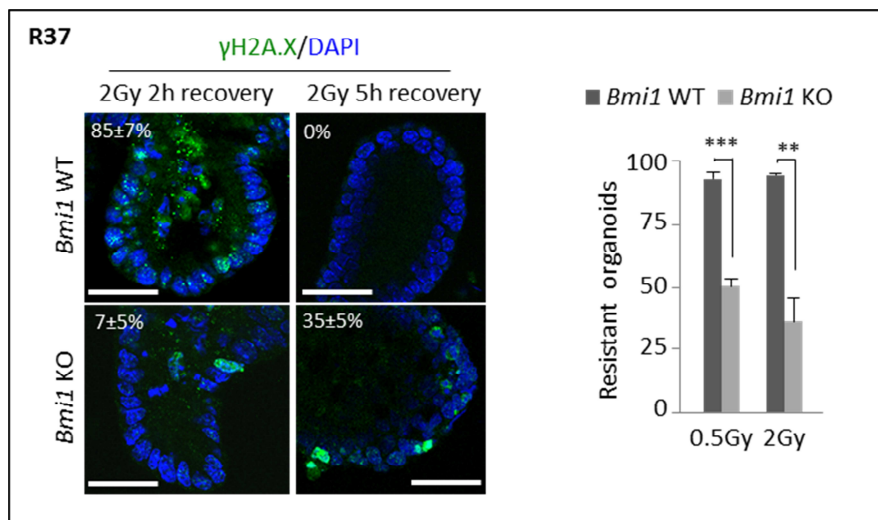 R37
γH2A.X/DAPI
2Gy 2h recovery 2Gy 5h recovery
Bmi1 WT
85±7%
0%
Bmi1 KO
7±5%
35±5%
Bmi1 WT Bmi1 KO
*** **
Resistant organoids
100
75
50
25
0
0.5Gy 2Gy